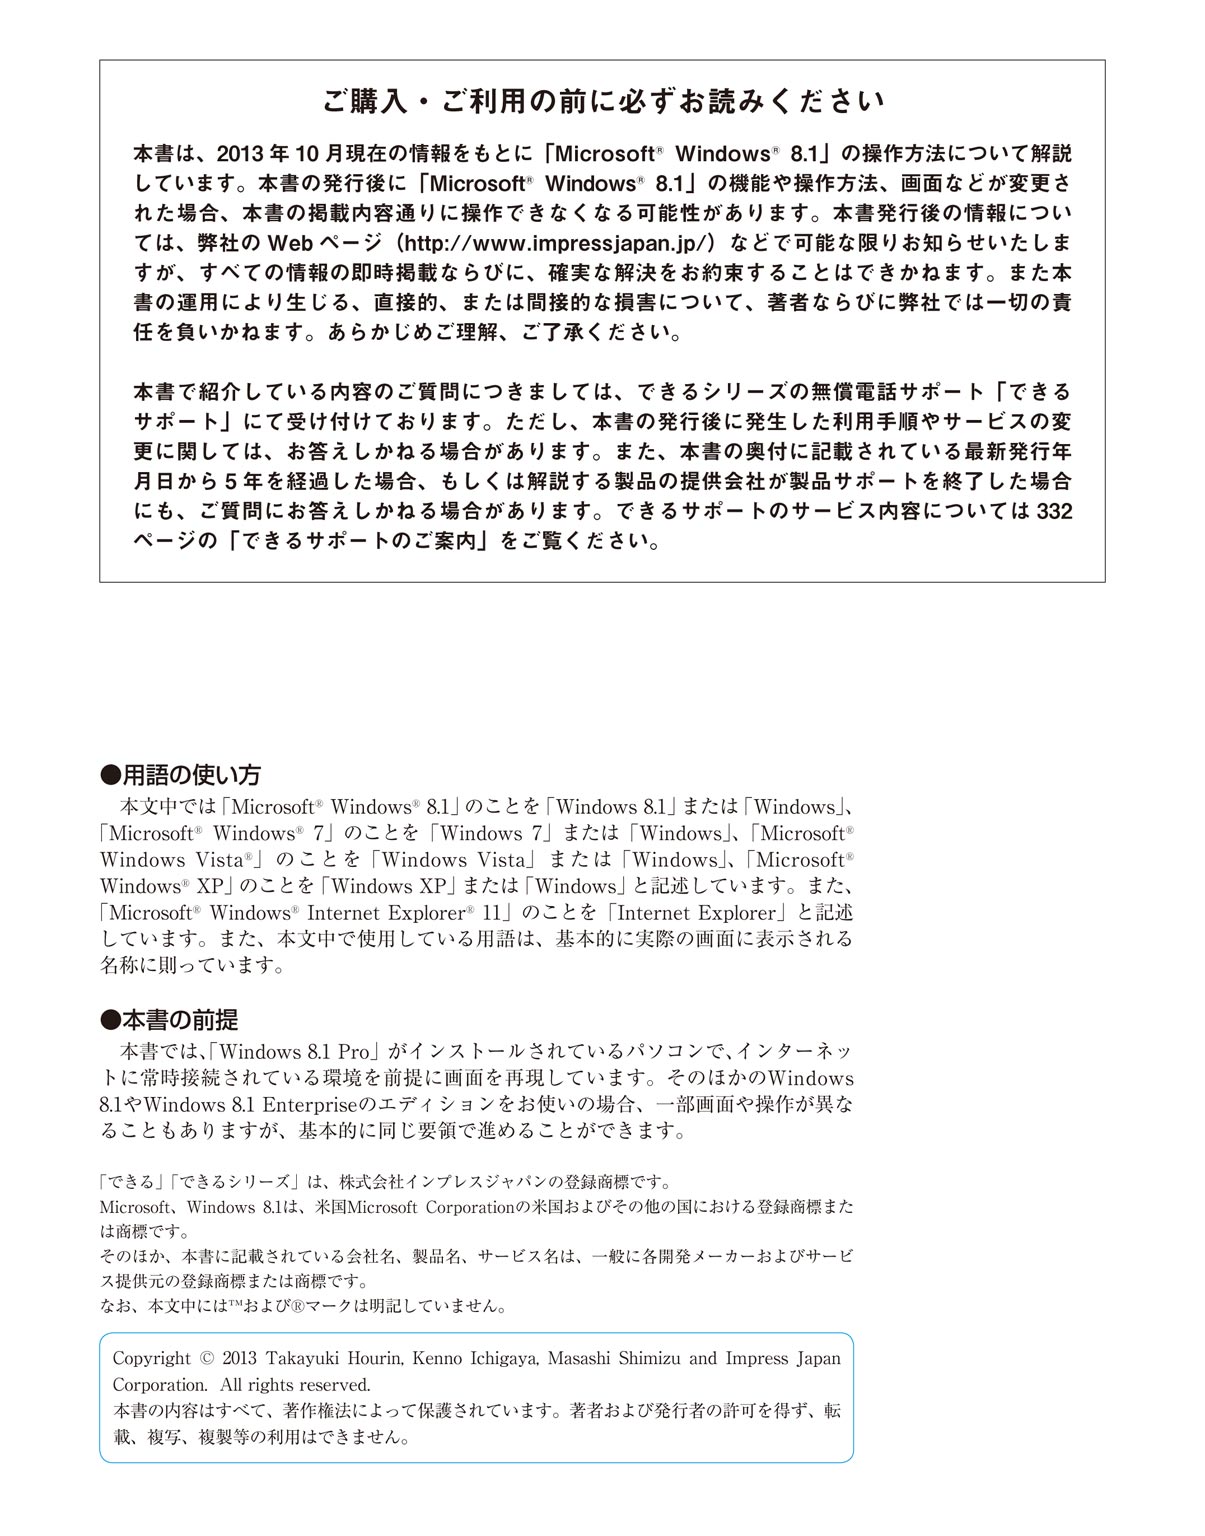 ご購入・ご利用の前に必ずお読みください
本書は、2013 年 10 月現在の情報をもとに「Microsoft® Windows® 8.1」の操作方法について解説
しています。本書の発行後に「Microsoft® Windows® 8.1」の機能や操作方法、画面などが変更さ
れた場合、本書の掲載内容通りに操作できなくなる可能性があります。本書発行後の情報につい
ては、弊社の Web ページ（http://www.impressjapan.jp/）などで可能な限りお知らせいたしま
すが、すべての情報の即時掲載ならびに、確実な解決をお約束することはできかねます。また本
書の運用により生じる、直接的、または間接的な損害について、著者ならびに弊社では一切の責
任を負いかねます。あらかじめご理解、ご了承ください。
本書で紹介している内容のご質問につきましては、できるシリーズの無償電話サポート「できる
サポート」にて受け付けております。ただし、本書の発行後に発生した利用手順やサービスの変
更に関しては、お答えしかねる場合があります。また、本書の奥付に記載されている最新発行年
月日から 5 年を経過した場合、もしくは解説する製品の提供会社が製品サポートを終了した場合
にも、ご質問にお答えしかねる場合があります。できるサポートのサービス内容については 332
ページの「できるサポートのご案内」をご覧ください。
●用語の使い方
　本文中では「Microsoft® Windows® 8.1」のことを「Windows 8.1」または「Windows」、
「Microsoft® Windows® 7」のことを「Windows 7」または「Windows」、「Microsoft®
Windows Vista®」のことを「Windows Vista」または「Windows」、「Microsoft®
Windows® XP」のことを「Windows XP」または「Windows」と記述しています。また、
「Microsoft® Windows® Internet Explorer® 11」のことを「Internet Explorer」と記述
しています。また、本文中で使用している用語は、基本的に実際の画面に表示される
名称に則っています。
●本書の前提
　本書では、「Windows 8.1 Pro」がインストールされているパソコンで、インターネッ
トに常時接続されている環境を前提に画面を再現しています。そのほかのWindows
8.1やWindows 8.1 Enterpriseのエディションをお使いの場合、一部画面や操作が異な
ることもありますが、基本的に同じ要領で進めることができます。
「できる」「できるシリーズ」は、株式会社インプレスジャパンの登録商標です。
Microsoft、Windows 8.1は、米国Microsoft Corporationの米国およびその他の国における登録商標また
は商標です。
そのほか、本書に記載されている会社名、製品名、サービス名は、一般に各開発メーカーおよびサービ
ス提供元の登録商標または商標です。
なお、本文中には™および®マークは明記していません。
Copyright © 2013 Takayuki Hourin, Kenno Ichigaya, Masashi Shimizu and Impress Japan
Corporation. All rights reserved.
本書の内容はすべて、著作権法によって保護されています。著者および発行者の許可を得ず、転
載、複写、複製等の利用はできません。